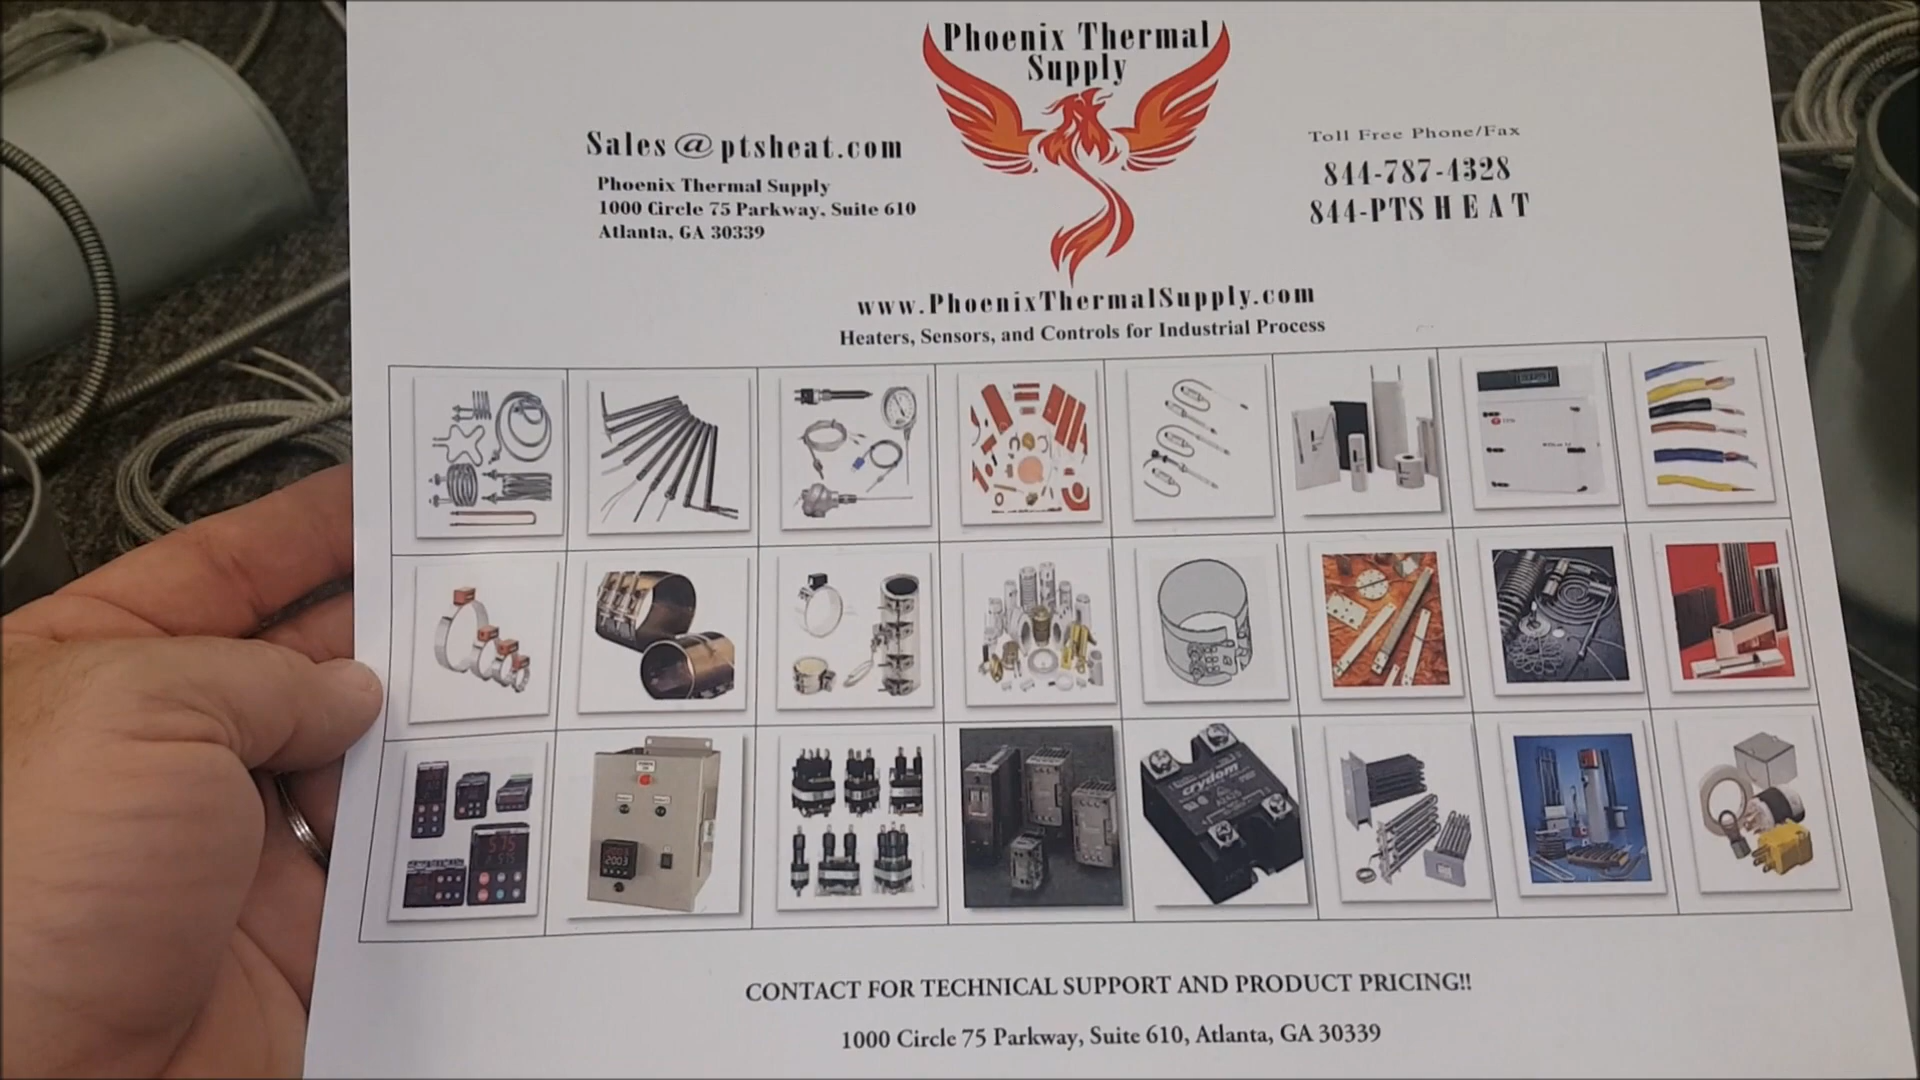 Phoenix Thermal
Supply
Sales@ptsheat.com
Phoenix Thermal Supply
1000 Circle 75 Parkway, Suite 610
Atlanta, GA 30339
Toll Free Phone/Fax
844-787-4328
844-PTS HEAT
www.PhoenixThermalSupply.com
Heaters, Sensors, and Controls for Industrial Process
575
2003
crydom
CONTACT FOR TECHNICAL SUPPORT AND PRODUCT PRICING!!
1000 Circle 75 Parkway, Suite 610, Atlanta, GA 30339